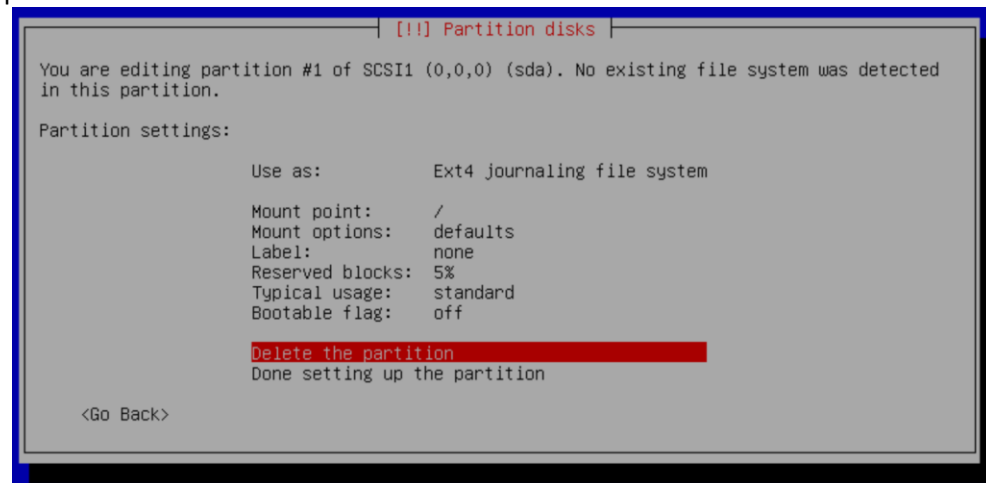 [!!] Partition disks
You are editing partition #1 of SCSI1 (0,0,0) (sda). No existing file system was detected
in this partition.
Partition settings:
Use as: Ext4 journaling file system
Mount point: /
Mount options: defaults
Label: none
Reserved blocks: 5%
Typical usage: standard
Bootable flag: off
Delete the partition
Done setting up the partition
<Go Back>